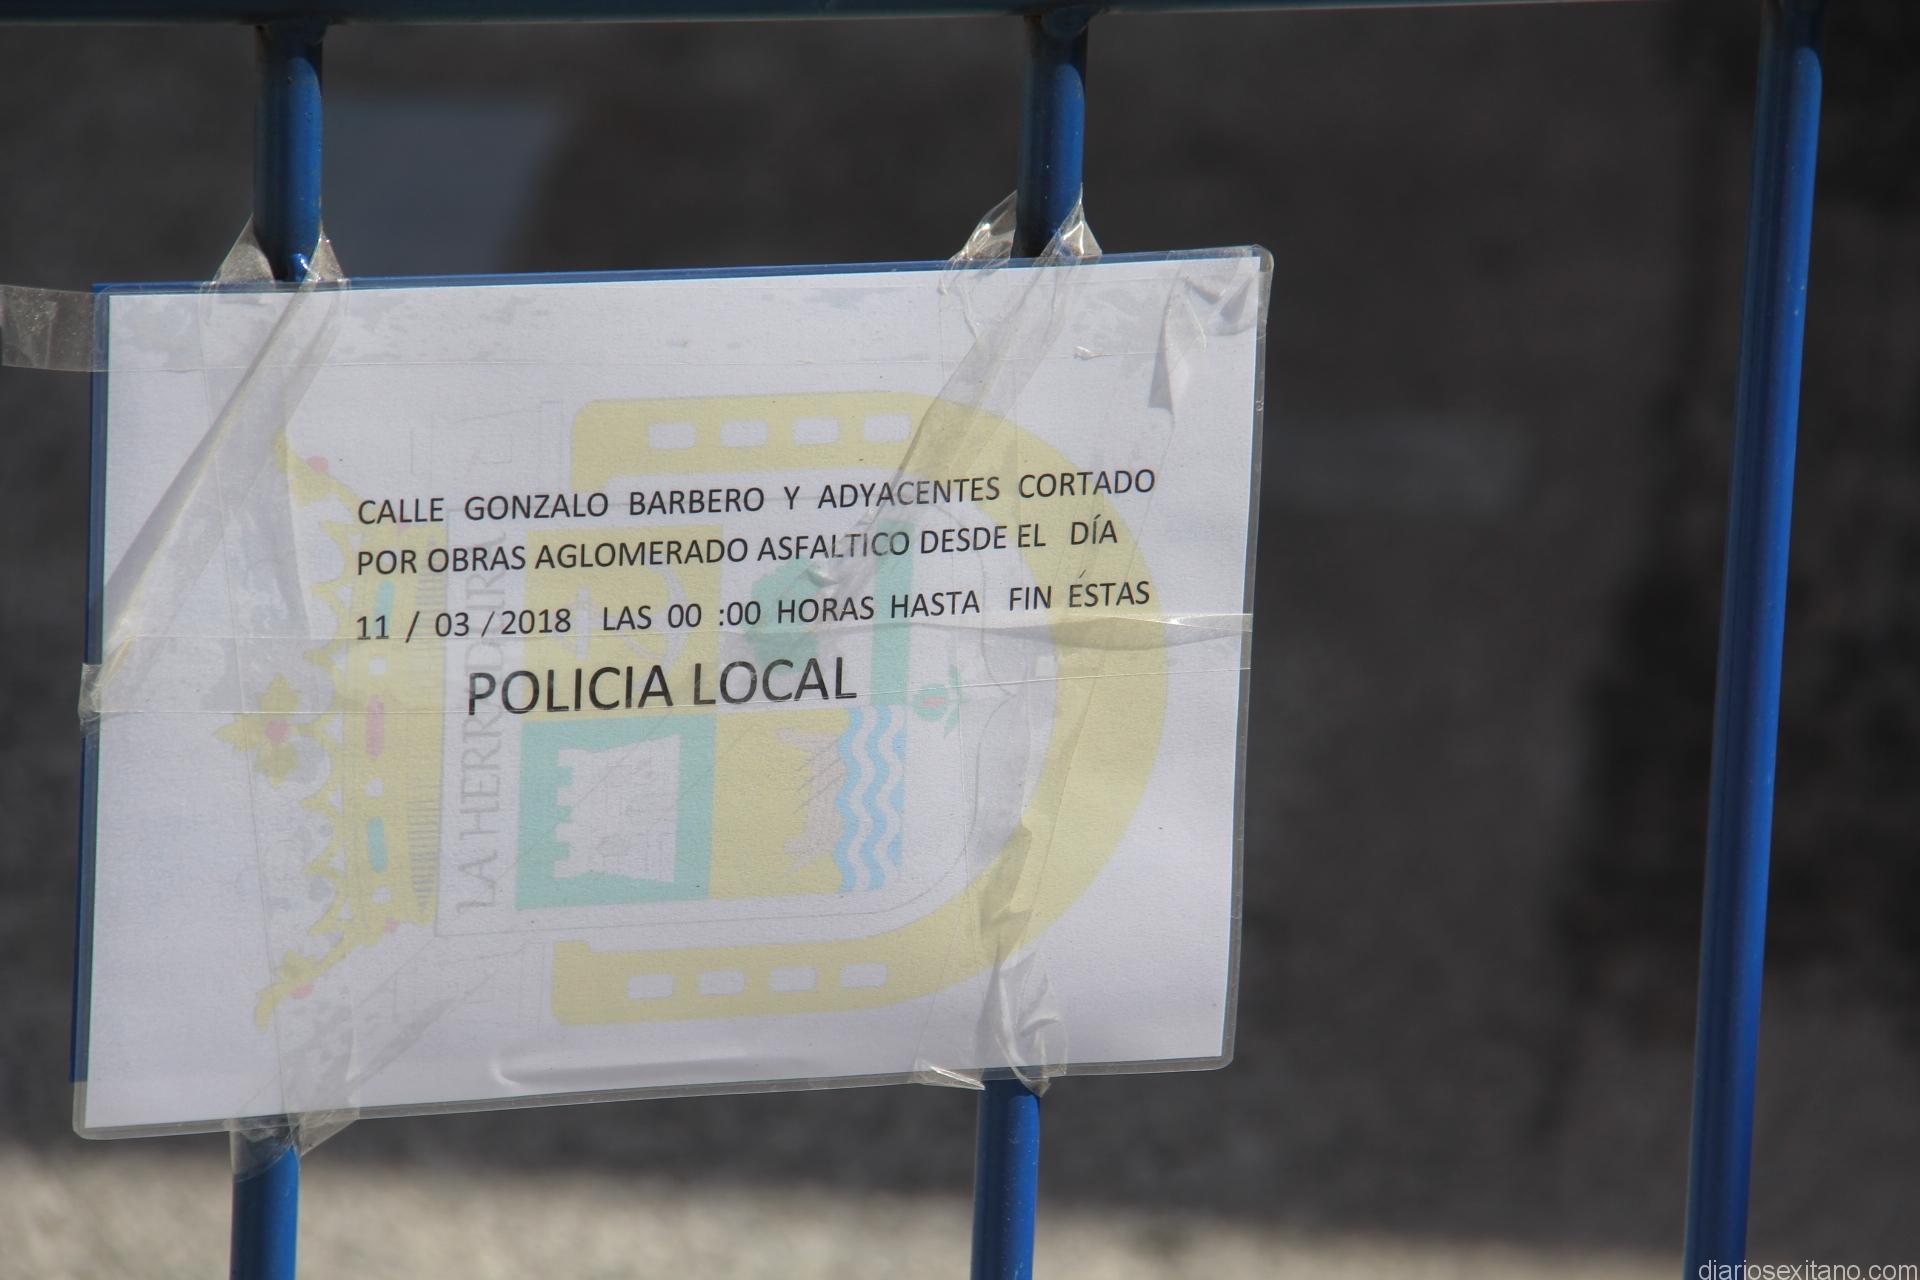 CALLE GONZALO BARBERO Y ADYACENTES CORTADO
POR OBRAS AGLOMERADO ASFALTICO DESDE EL DÍA
11 / 03 / 2018 LAS 00 :00 HORAS HASTA FIN ÉSTAS
POLICIA LOCAL
LA HERRADURA
diariosexitano.com